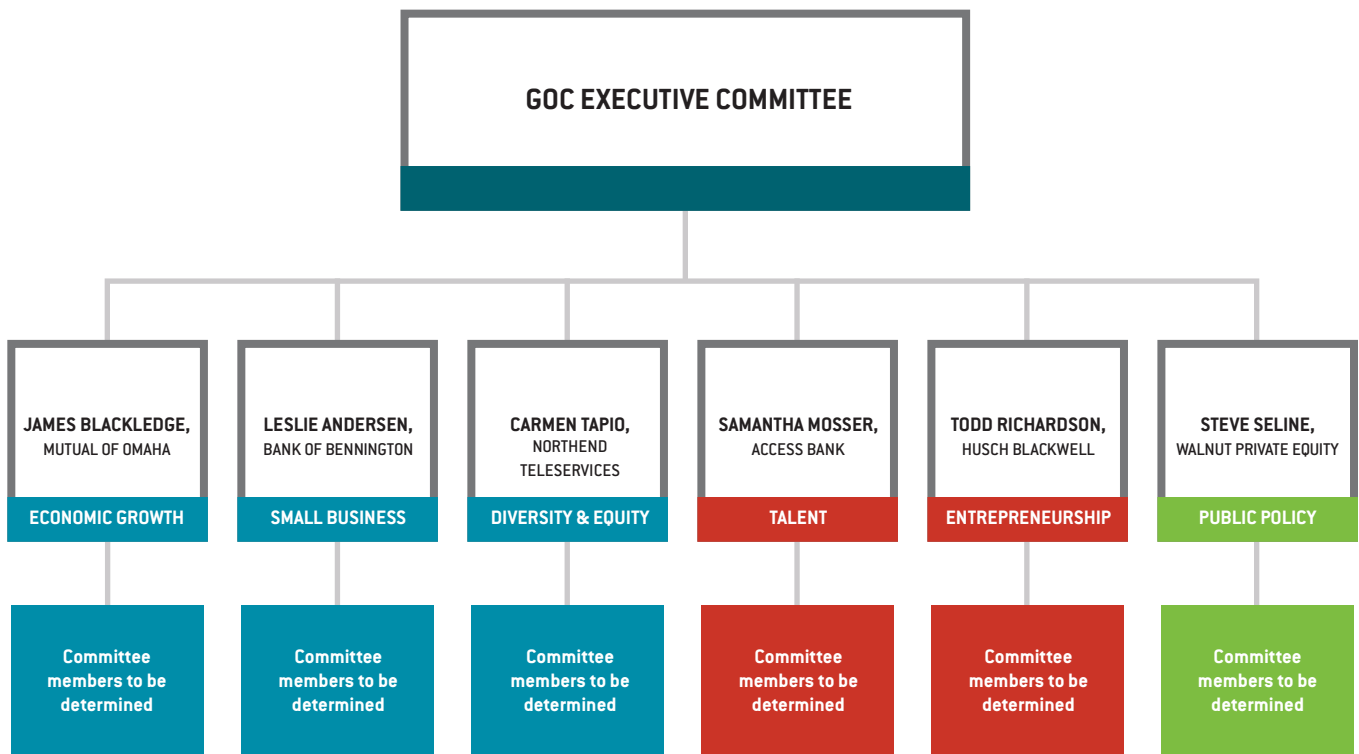 GOC EXECUTIVE COMMITTEE
JAMES BLACKLEDGE,
MUTUAL OF OMAHA
ECONOMIC GROWTH
LESLIE ANDERSEN,
BANK OF BENNINGTON
SMALL BUSINESS
CARMEN TAPIO,
NORTHEND
TELESERVICES
DIVERSITY & EQUITY
SAMANTHA MOSSER,
ACCESS BANK
TALENT
TODD RICHARDSON,
HUSCH BLACKWELL
ENTREPRENEURSHIP
STEVE SELINE,
WALNUT PRIVATE EQUITY
PUBLIC POLICY
Committee
members to be
determined
Committee
members to be
determined
Committee
members to be
determined
Committee
members to be
determined
Committee
members to be
determined
Committee
members to be
determined